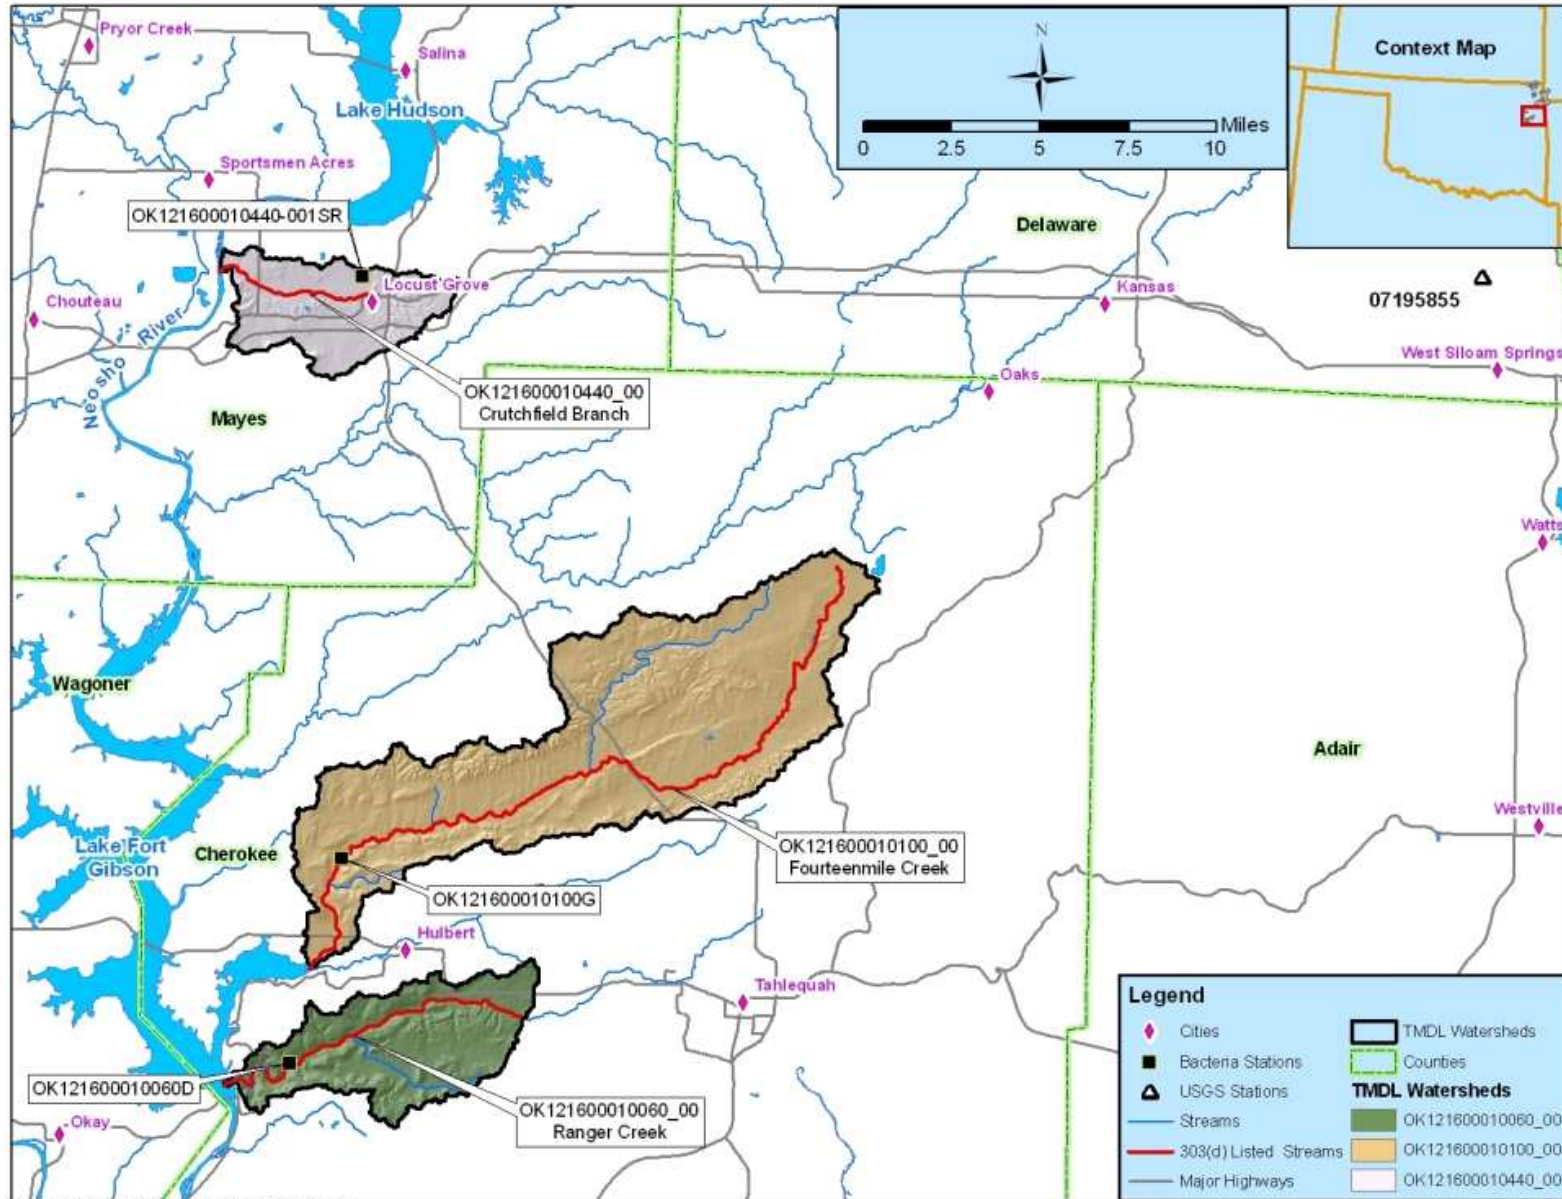 Pryor Creek
Salina
Lake Hudson
Sportsmen Acres
OK121600010440-001SR
N
Miles
0 2.5 5 7.5 10
Context Map
Delaware
Locust Grove
Chouteau
Kansas
07195855
Neosho River
West Siloam Springs
OK121600010440_00
Crutchfield Branch
Oaks
Mayes
Watts
Wagoner
Adair
Westville
Lake Fort
Gibson
Cherokee
OK121600010100_00
Fourteenmile Creek
OK121600010100G
Hulbert
Tahlequah
OK121600010060D
OK121600010060_00
Ranger Creek
Okay
Legend
Cities
Bacteria Stations
USGS Stations
Streams
303(d) Listed Streams
Major Highways
TMDL Watersheds
Counties
TMDL Watersheds
OK121600010060_00
OK121600010100_00
OK121600010440_00